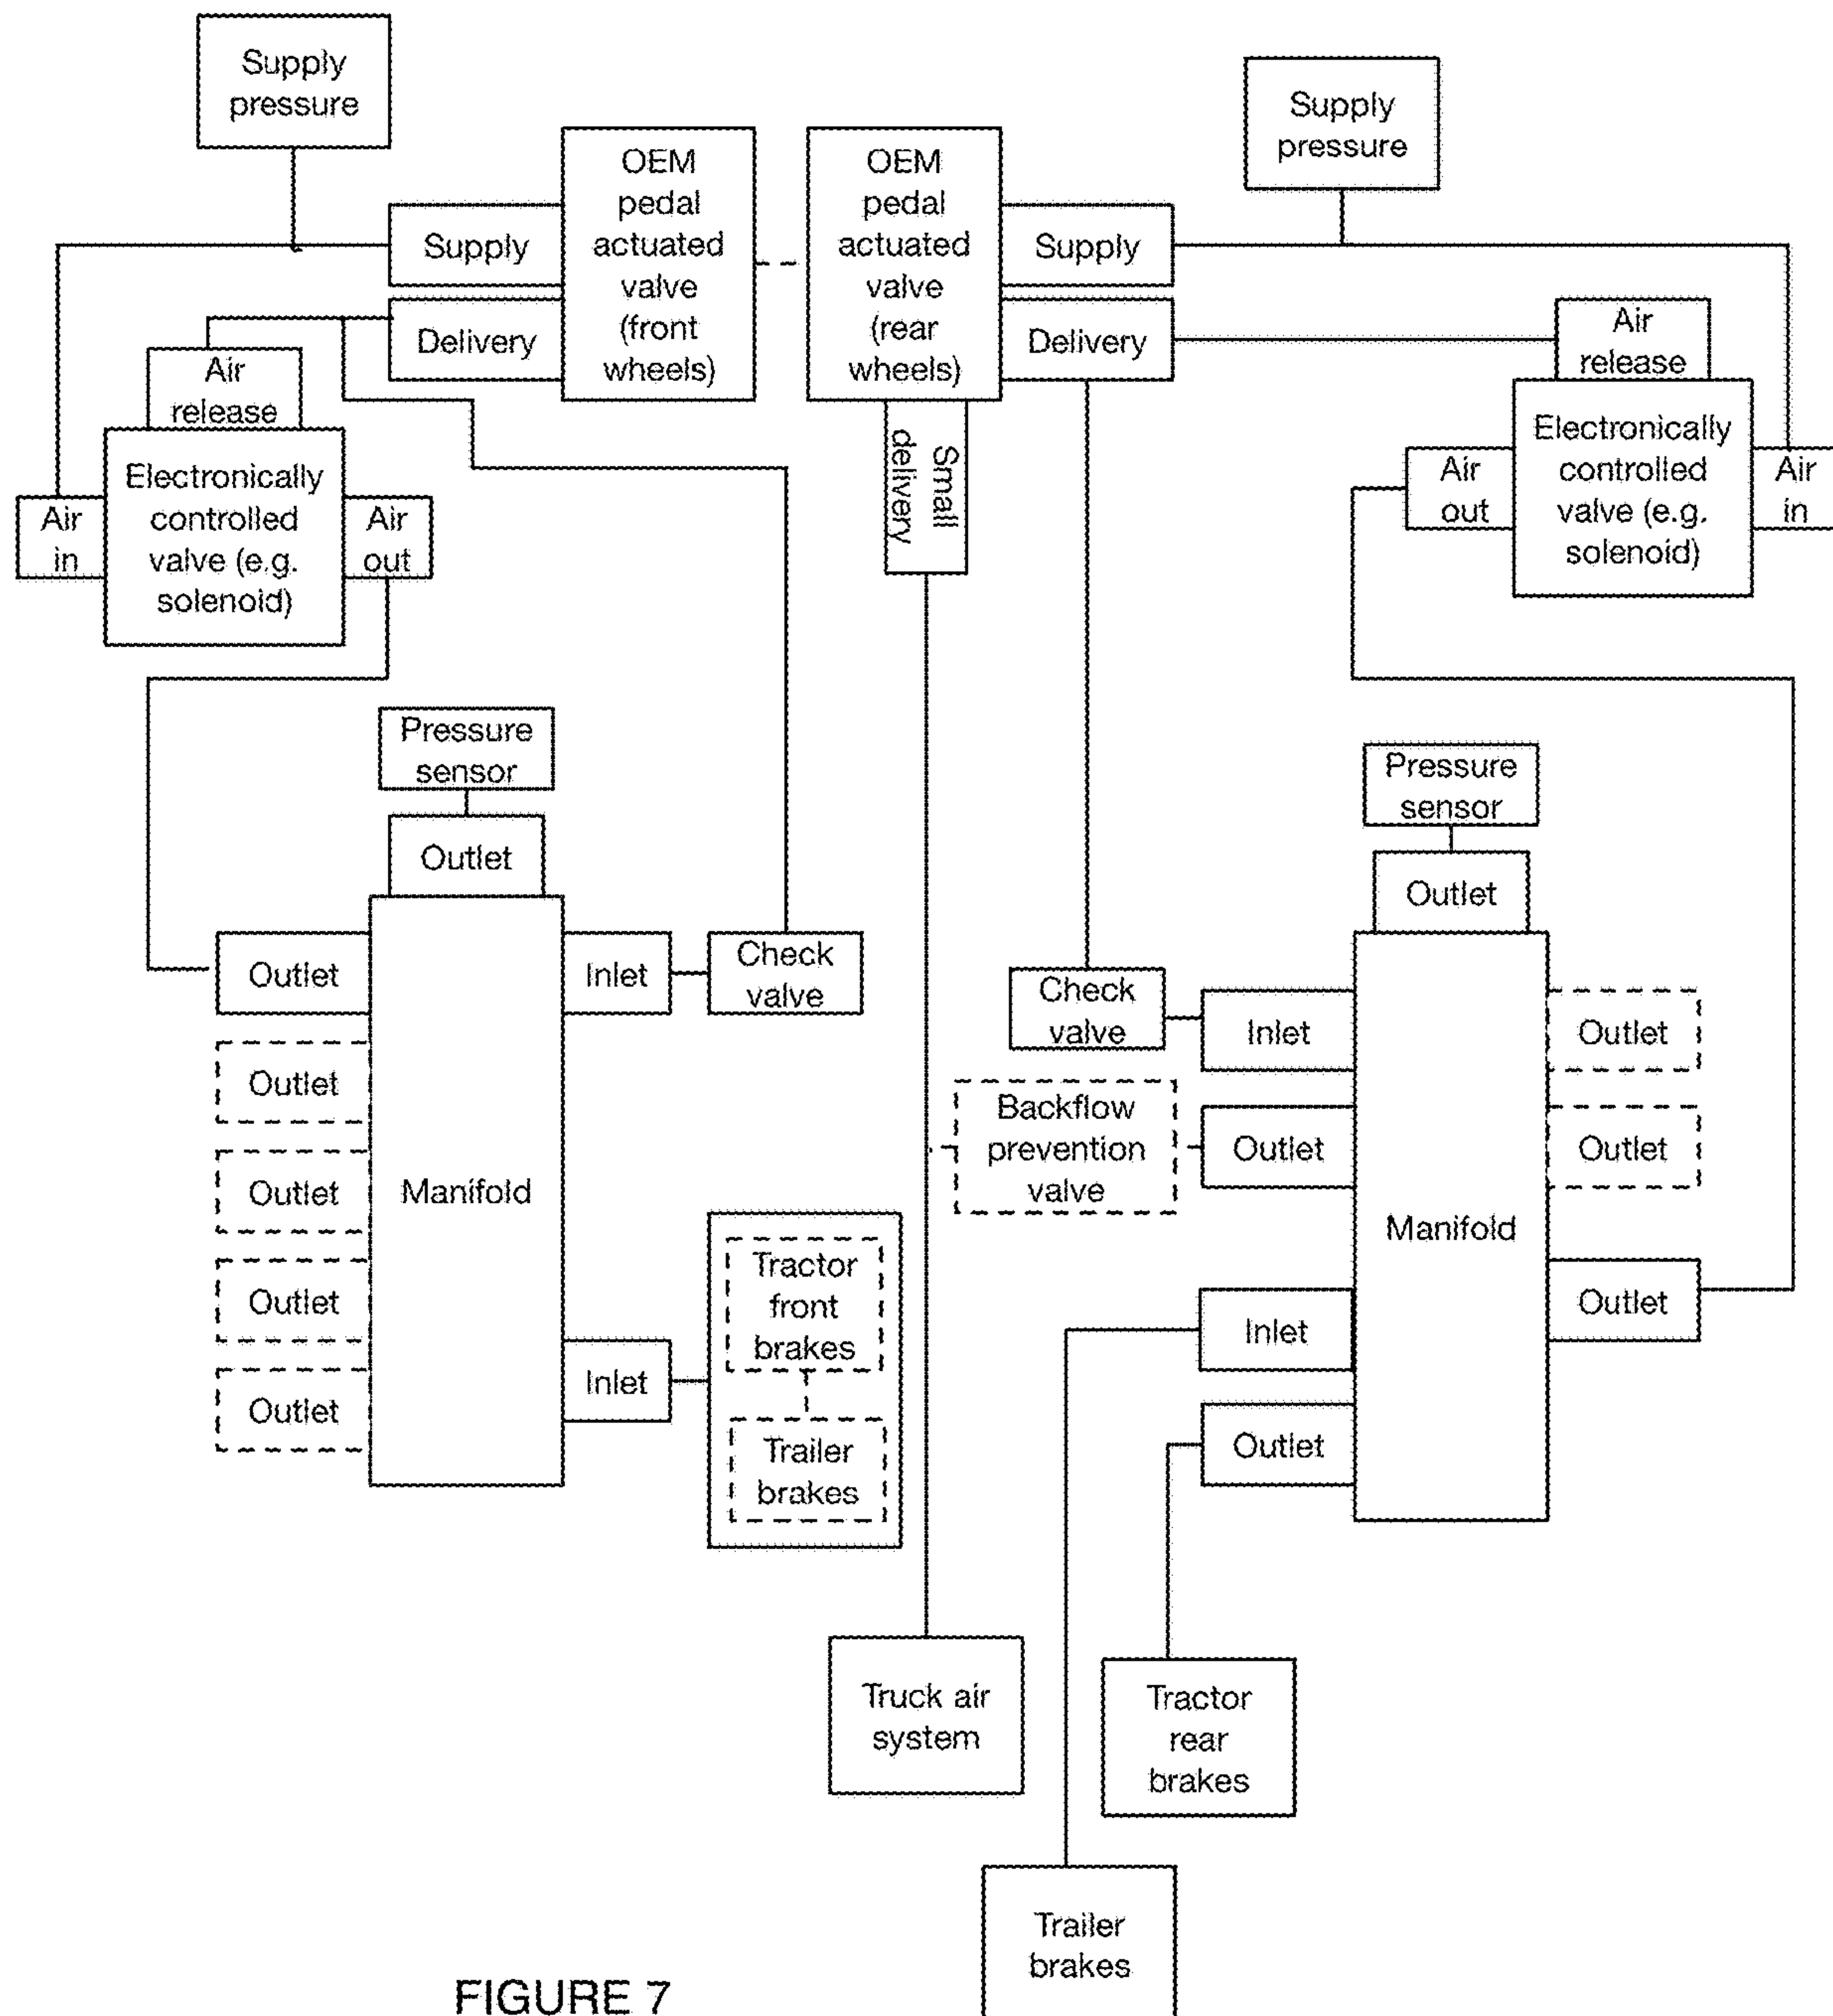 Supply
pressure
Supply
pressure
OEM
pedal
actuated
valve
(front
wheels)
OEM
pedal
actuated
valve
(rear
wheels)
Supply
Delivery
Supply
Delivery
Air
release
Air
release
Electronically
controlled
valve (e.g.
solenoid)
Air
in
Air
out
Small
delivery
Electronically
controlled
valve (e.g.
solenoid)
Air
out
Air
in
Pressure
sensor
Outlet
Pressure
sensor
Outlet
Outlet
Inlet
Check
valve
Check
valve
Inlet
Outlet
Outlet
Outlet
Outlet
Outlet
Manifold
Backflow
prevention
valve
Outlet
Outlet
Manifold
Tractor
front
brakes
Inlet
Trailer
brakes
Inlet
Outlet
Outlet
Truck air
system
Tractor
rear
brakes
Trailer
brakes
FIGURE 7